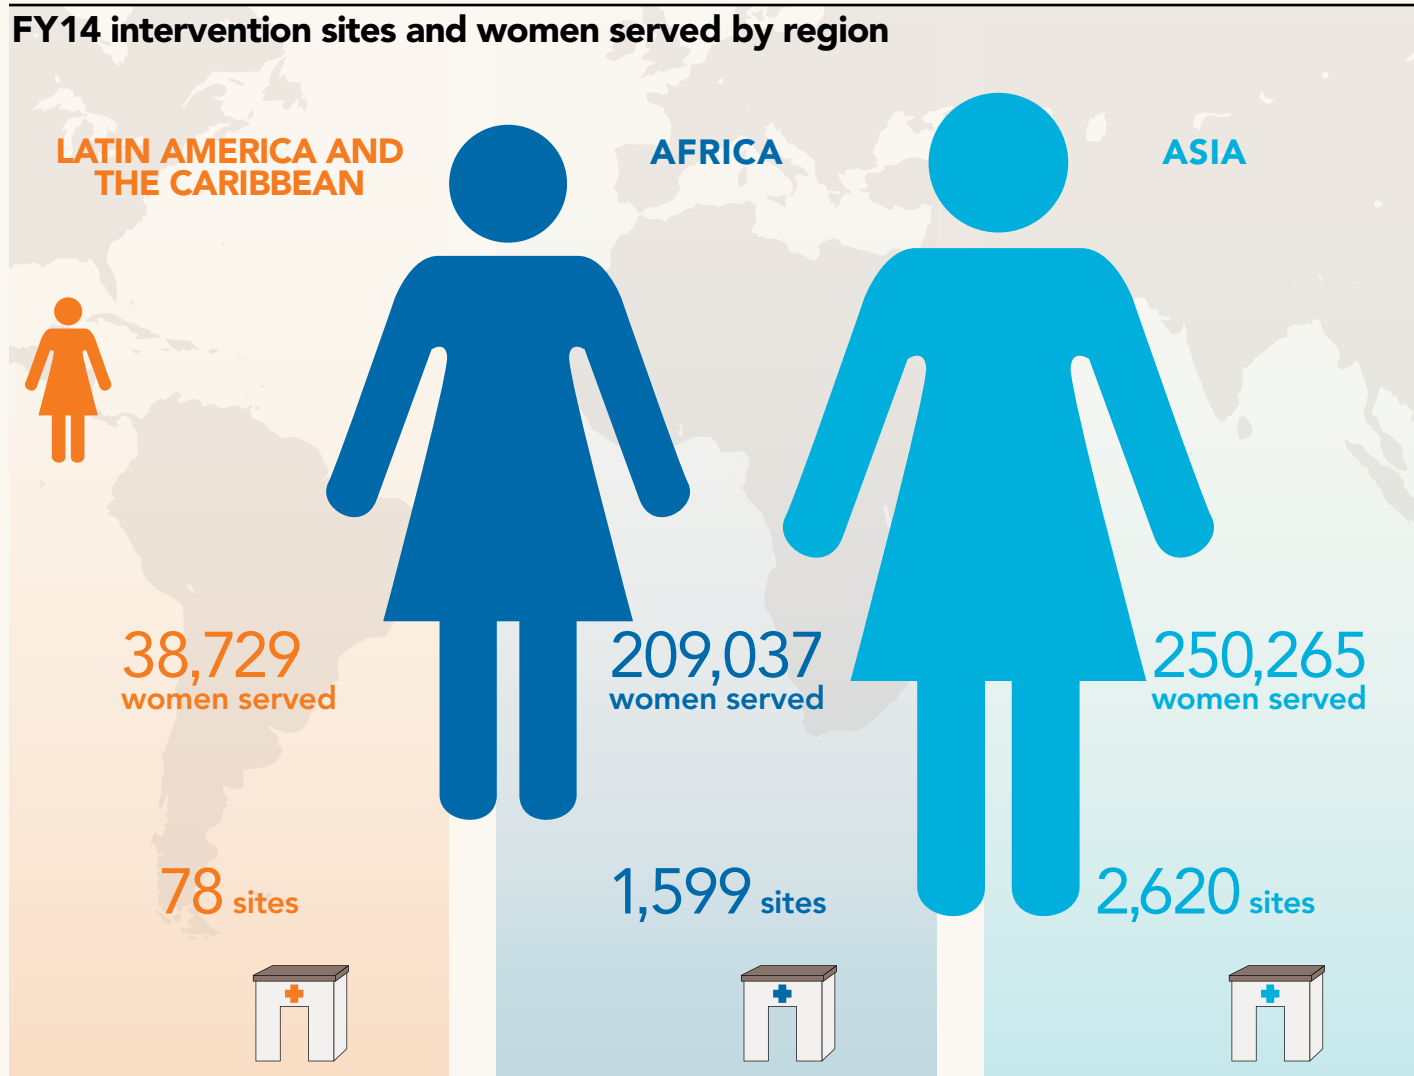 FY14 intervention sites and women served by region
LATIN AMERICA AND
THE CARIBBEAN
38,729
women served
78 sites
AFRICA
209,037
women served
1,599 sites
ASIA
250,265
women served
2,620 sites